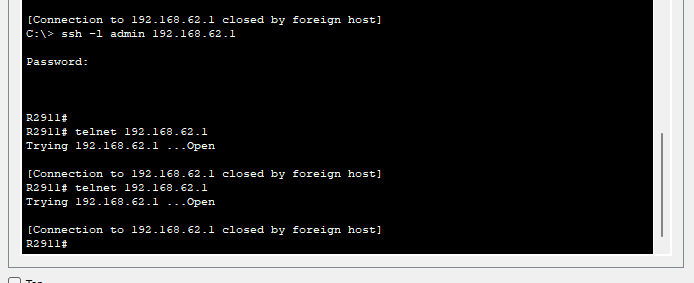 [Connection to 192.168.62.1 closed by foreign host]
C:\> ssh -l admin 192.168.62.1
Password:
R2911#
R2911# telnet 192.168.62.1
Trying 192.168.62.1 ...Open
[Connection to 192.168.62.1 closed by foreign host]
R2911# telnet 192.168.62.1
Trying 192.168.62.1 ...Open
[Connection to 192.168.62.1 closed by foreign host]
R2911#